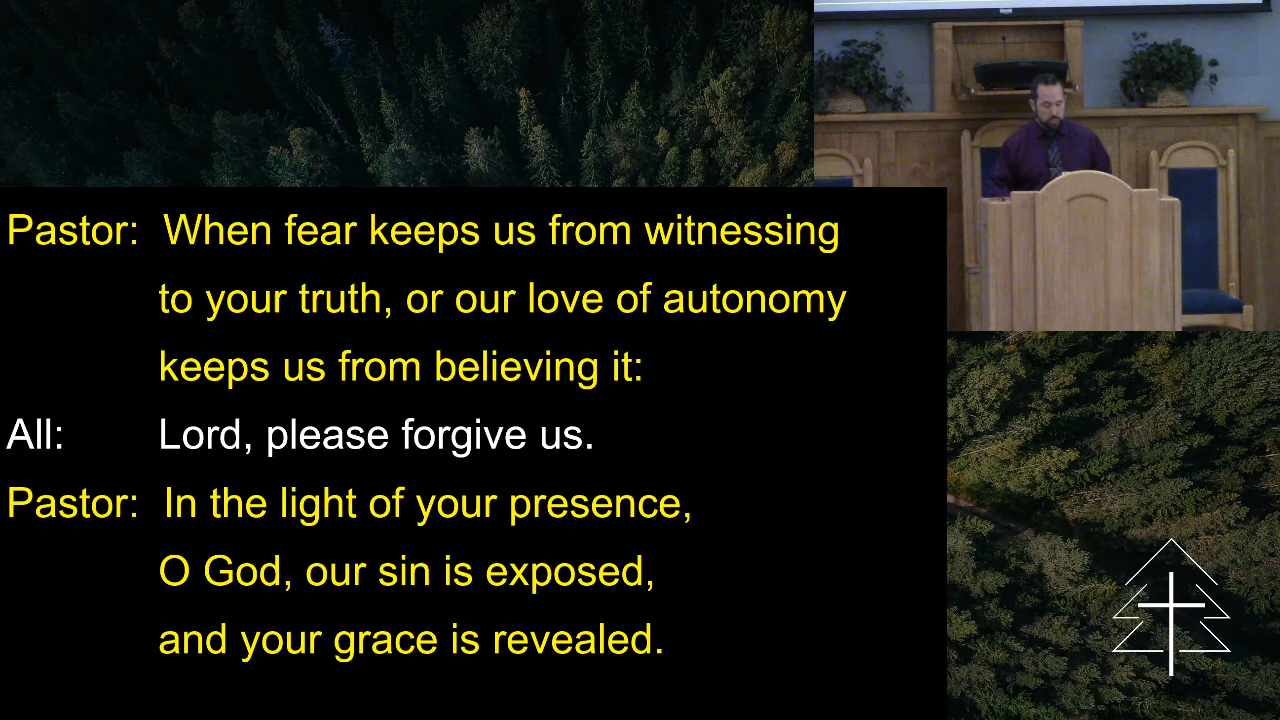 Pastor: When fear keeps us from witnessing
to your truth, or our love of autonomy
keeps us from believing it:
All: Lord, please forgive us.
Pastor: In the light of your presence,
O God, our sin is exposed,
and your grace is revealed.